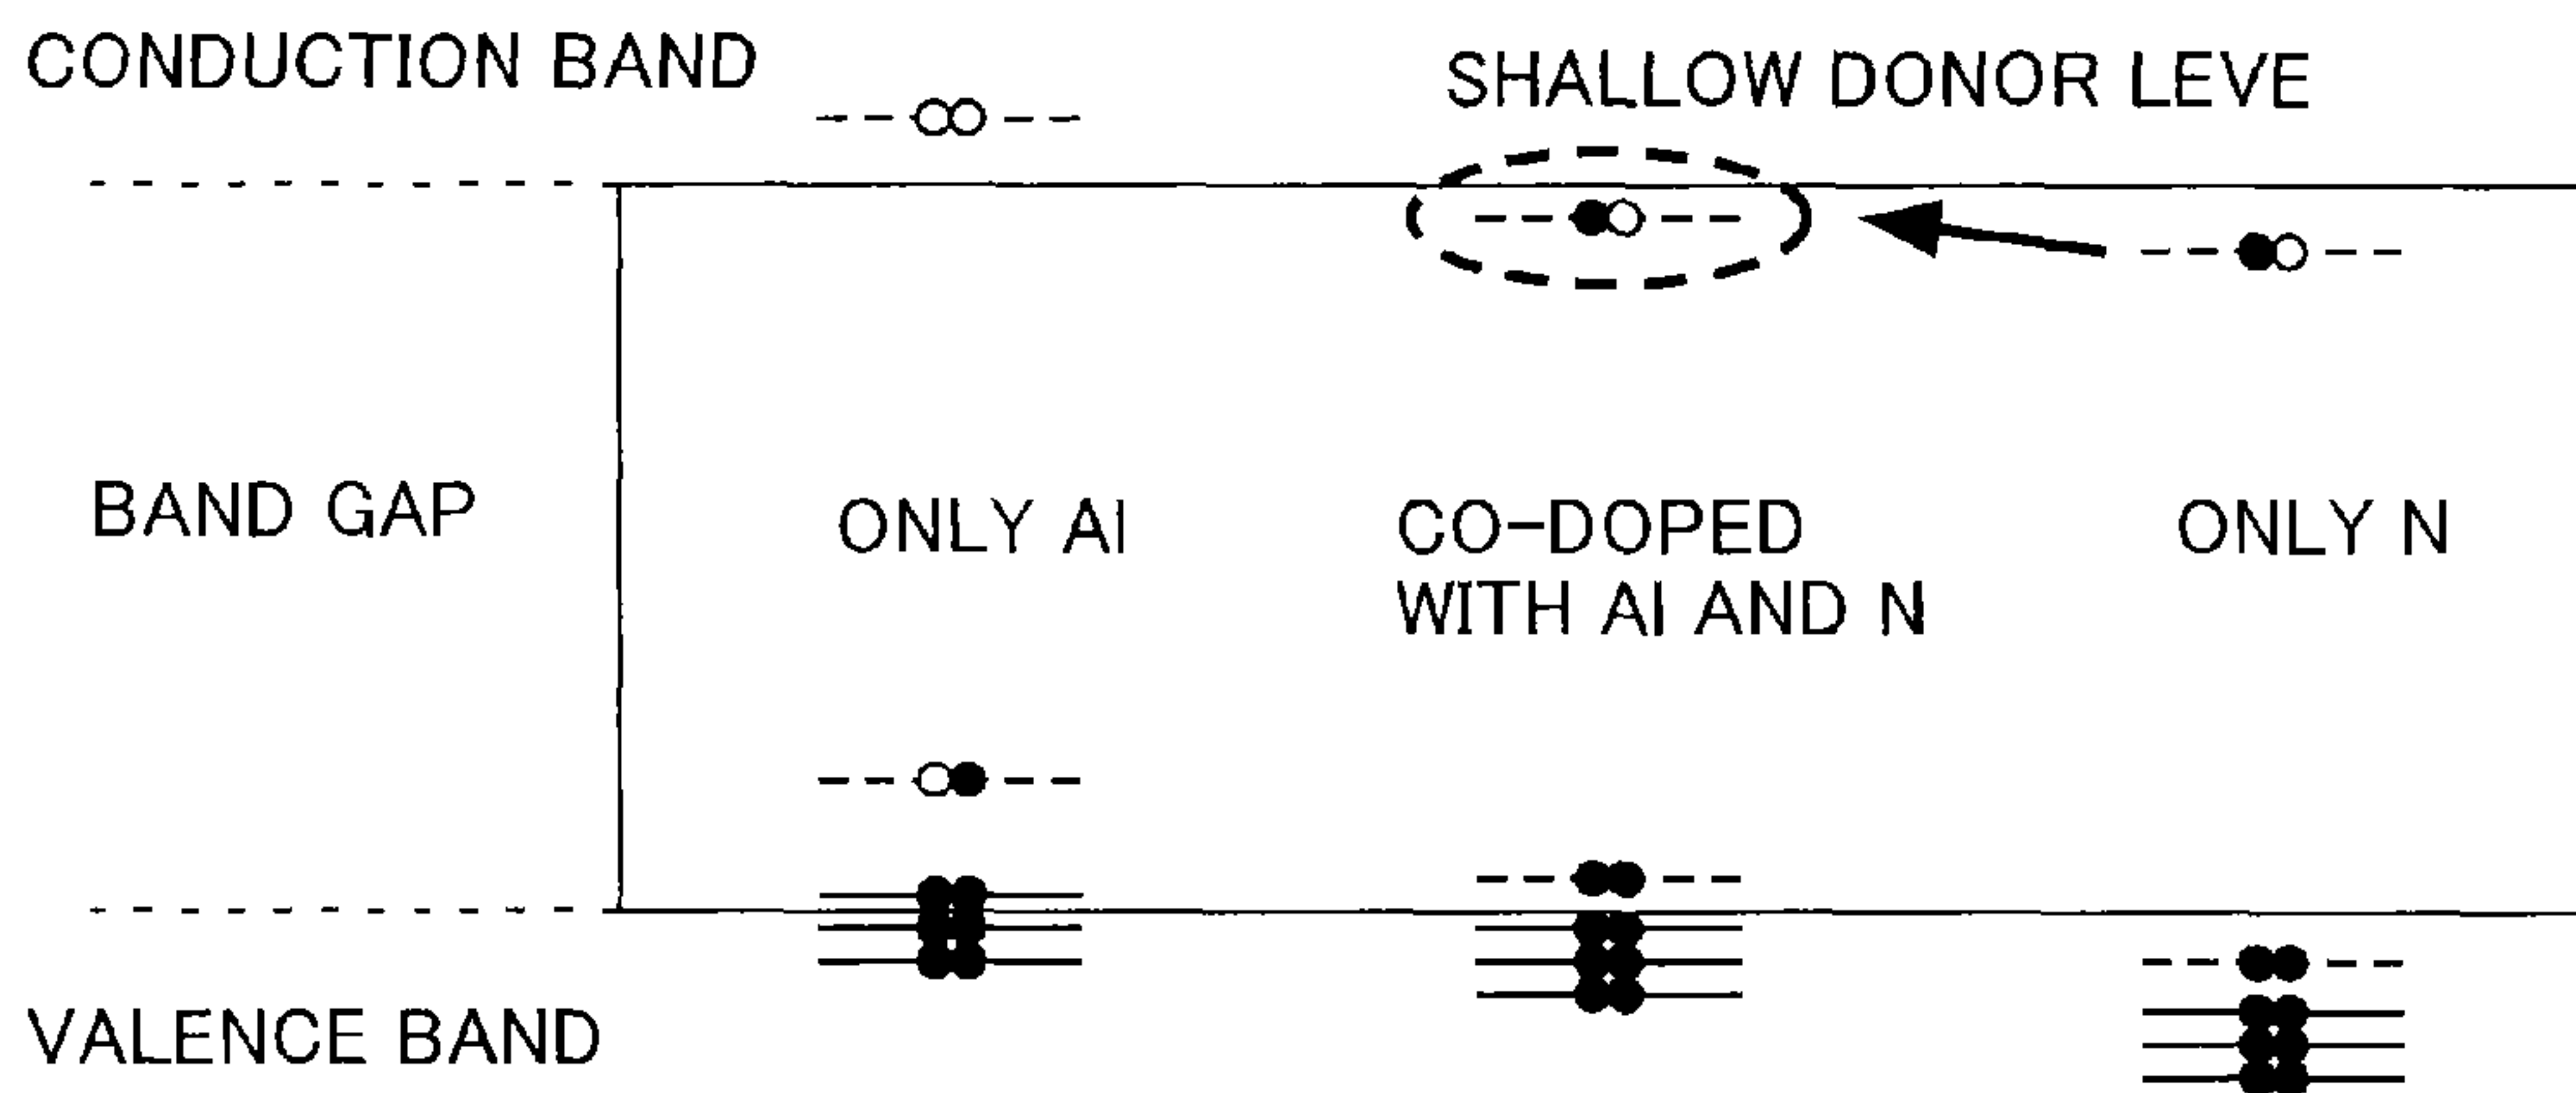 CONDUCTION BAND
SHALLOW DONOR LEVE
BAND GAP
ONLY Al
CO-DOPED
WITH Al AND N
ONLY N
VALENCE BAND